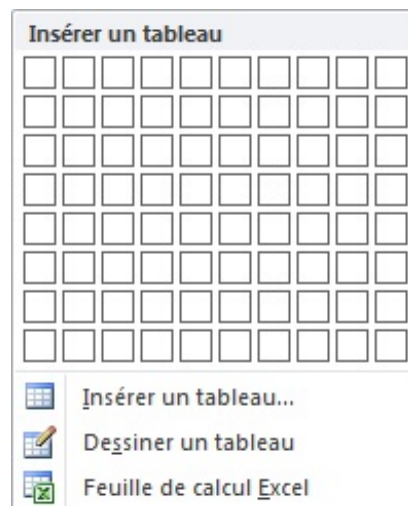 Insérer un tableau
Insérer un tableau...
Dessiner un tableau
Feuille de calcul Excel